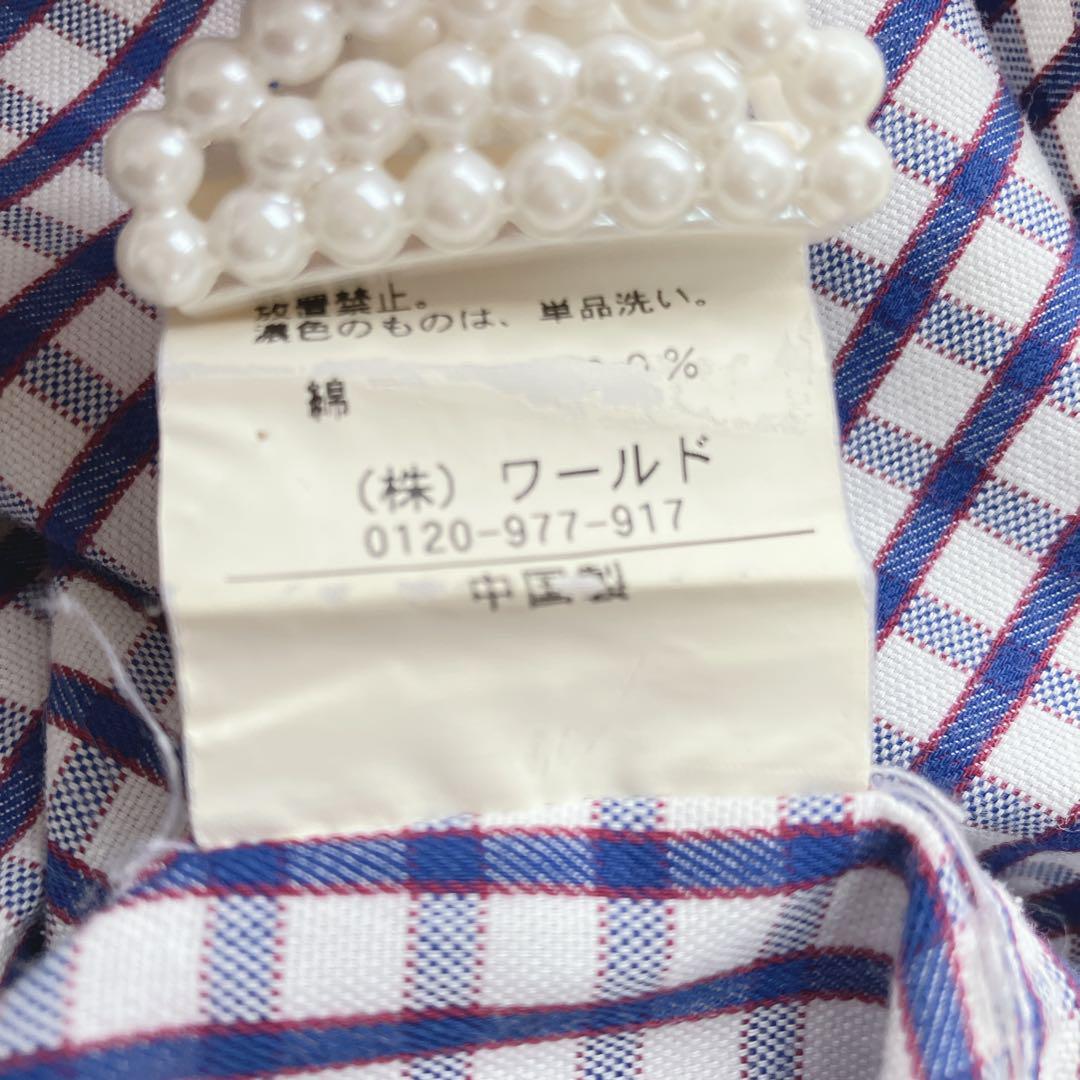 放置禁止。
濃色のものは、単品洗い。
綿 %
(株) ワールド
0120-977-917
中国製